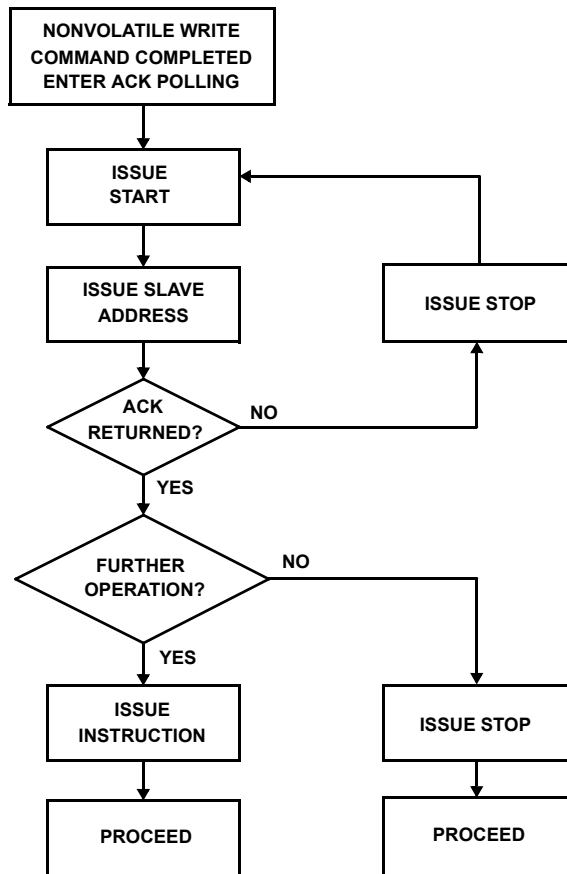 NONVOLATILE WRITE
COMMAND COMPLETED
ENTER ACK POLLING
ISSUE
START
ISSUE SLAVE
ADDRESS
ISSUE STOP
ACK
RETURNED?
NO
YES
FURTHER
OPERATION?
NO
YES
ISSUE
INSTRUCTION
ISSUE STOP
PROCEED
PROCEED